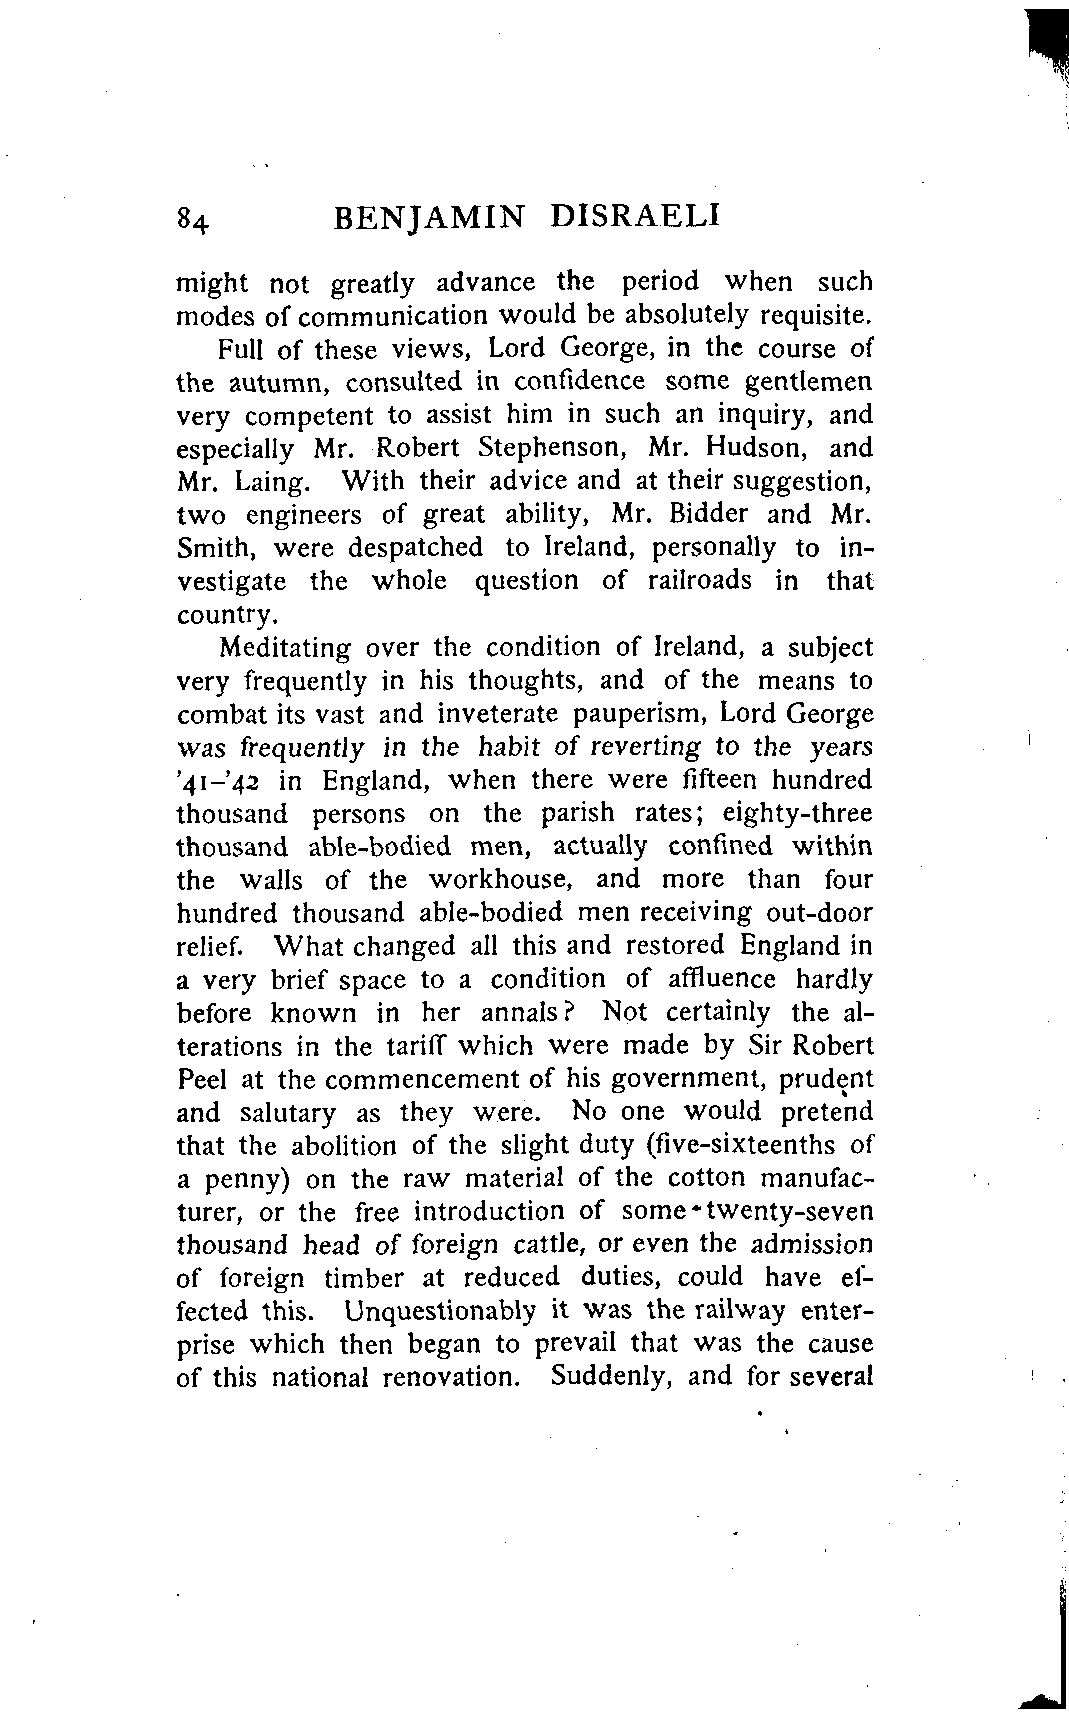 84 BENJAMIN DISRAELI
might not greatly advance the period when such
modes of communication would be absolutely requisite.
Full of these views, Lord George, in the course of
the autumn, consulted in confidence some gentlemen
very competent to assist him in such an inquiry, and
especially Mr. Robert Stephenson, Mr. Hudson, and
Mr. Laing. With their advice and at their suggestion,
two engineers of great ability, Mr. Bidder and Mr.
Smith, were despatched to Ireland, personally to in-
vestigate the whole question of railroads in that
country.
Meditating over the condition of Ireland, a subject
very frequently in his thoughts, and of the means to
combat its vast and inveterate pauperism, Lord George
was frequently in the habit of reverting to the years
'41-'42 in England, when there were fifteen hundred
thousand persons on the parish rates; eighty-three
thousand able-bodied men, actually confined within
the walls of the workhouse, and more than four
hundred thousand able-bodied men receiving out-door
relief. What changed all this and restored England in
a very brief space to a condition of affluence hardly
before known in her annals? Not certainly the al-
terations in the tariff which were made by Sir Robert
Peel at the commencement of his government, prudent
and salutary as they were. No one would pretend
that the abolition of the slight duty (five-sixteenths of
a penny) on the raw material of the cotton manufac-
turer, or the free introduction of some twenty-seven
thousand head of foreign cattle, or even the admission
of foreign timber at reduced duties, could have ef-
fected this. Unquestionably it was the railway enter-
prise which then began to prevail that was the cause
of this national renovation. Suddenly, and for several